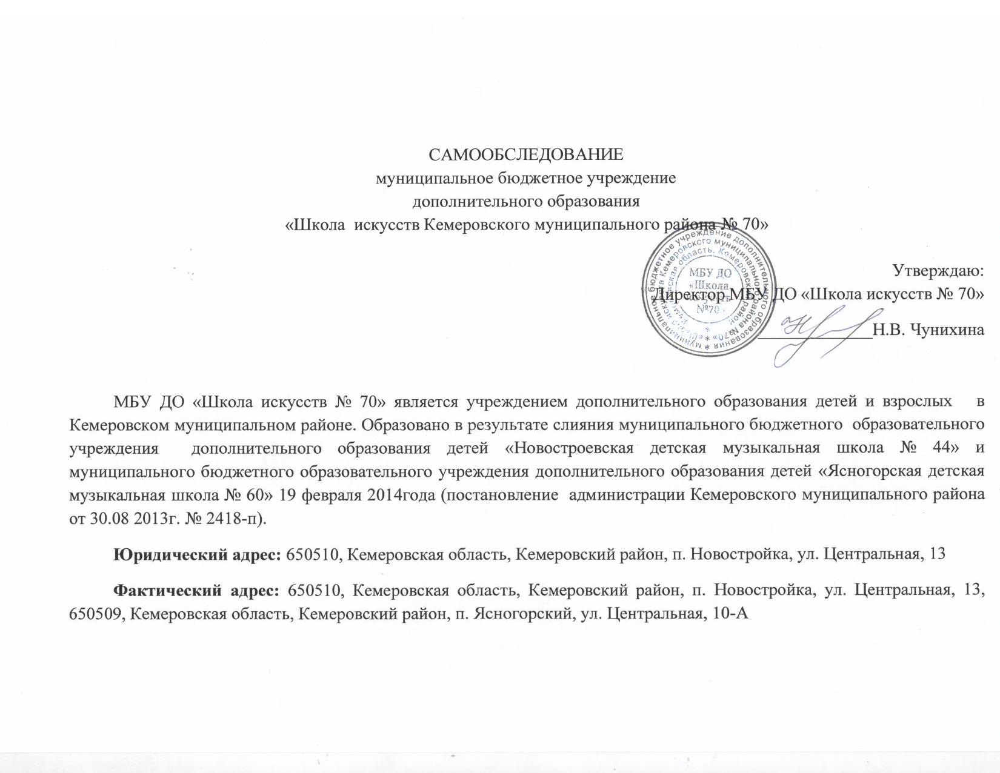 САМООБСЛЕДОВАНИЕ
муниципальное бюджетное учреждение
дополнительного образования
«Школа искусств Кемеровского муниципального района № 70»
Утверждаю:
Директор МБУ ДО «Школа искусств № 70»
Н.В. Чунихина
муниципальное бюджетное учреждение дополнительного образования *
искусств Кемеровского муниципального района №70» *
область, Кемеровский район
МБУ ДО
«Школа
№70»
МБУ ДО «Школа искусств № 70» является учреждением дополнительного образования детей и взрослых в
Кемеровском муниципальном районе. Образовано в результате слияния муниципального бюджетного образовательного
учреждения дополнительного образования детей «Новостроевская детская музыкальная школа № 44» и
муниципального бюджетного образовательного учреждения дополнительного образования детей «Ясногорская детская
музыкальная школа № 60» 19 февраля 2014года (постановление администрации Кемеровского муниципального района
от 30.08 2013г. № 2418-п).
Юридический адрес: 650510, Кемеровская область, Кемеровский район, п. Новостройка, ул. Центральная, 13
Фактический адрес: 650510, Кемеровская область, Кемеровский район, п. Новостройка, ул. Центральная, 13,
650509, Кемеровская область, Кемеровский район, п. Ясногорский, ул. Центральная, 10-А